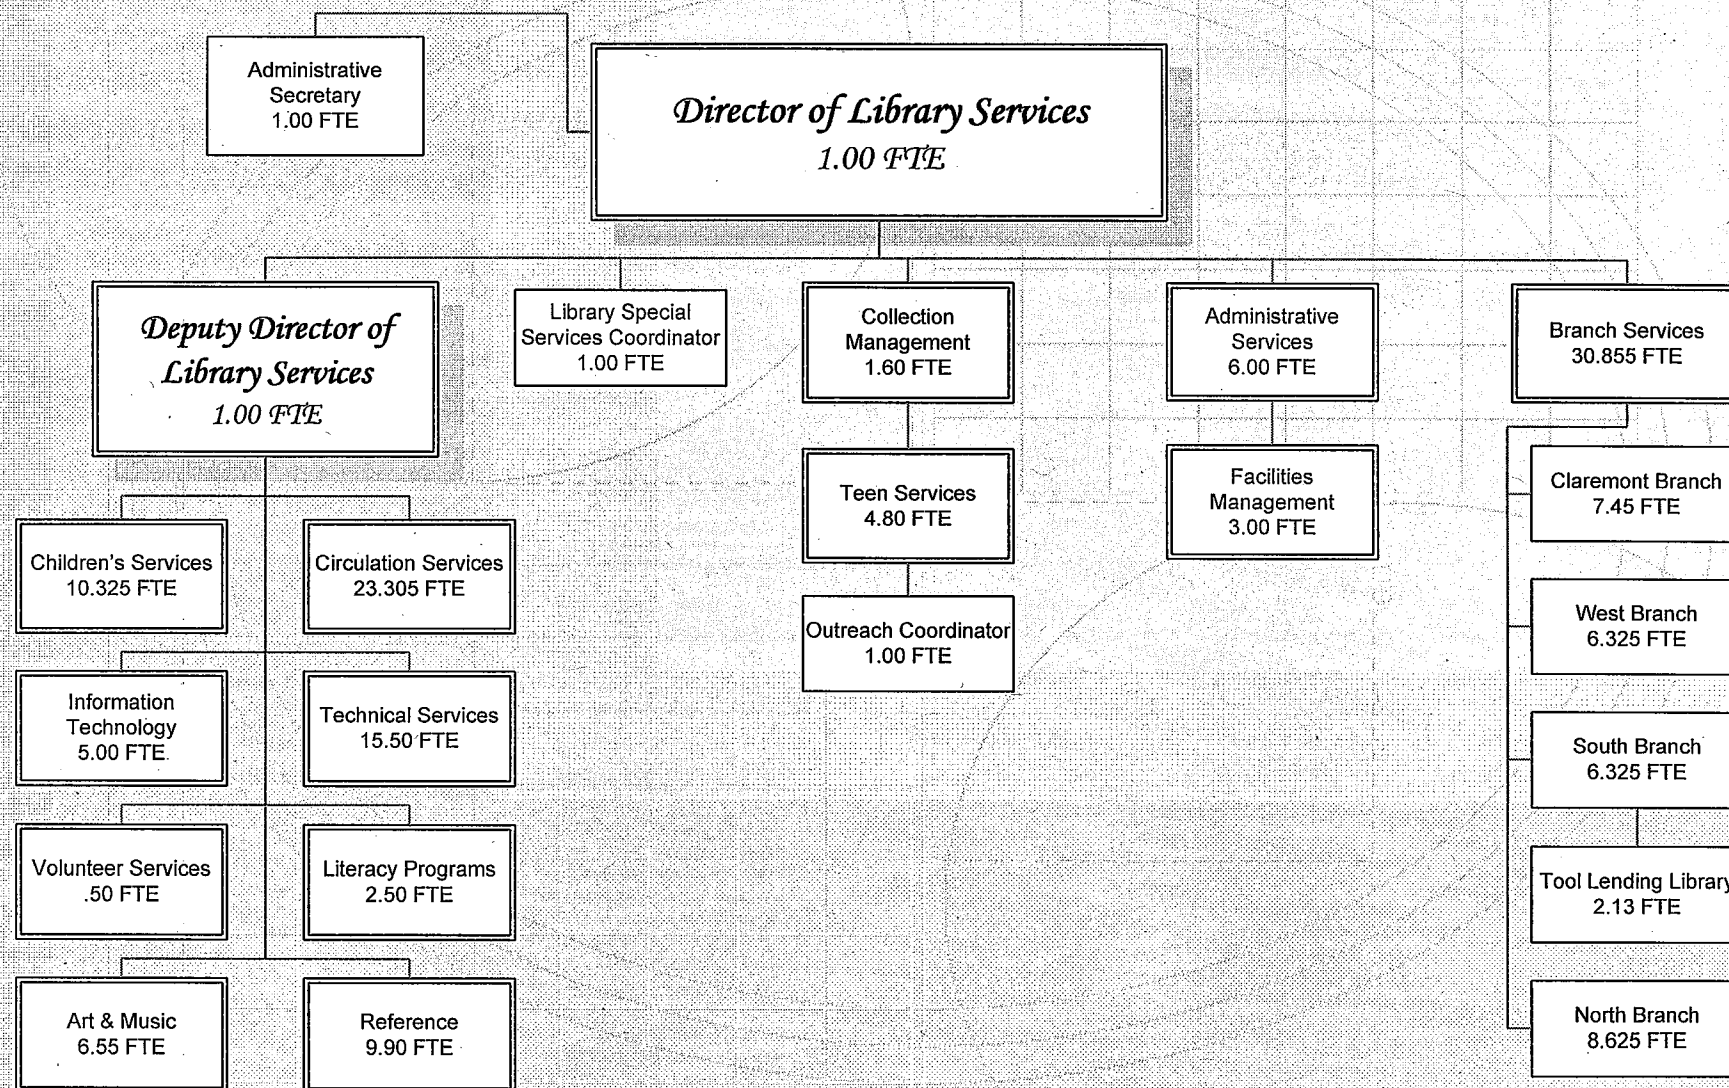 Administrative
Secretary
1.00 FTE
Director of Library Services
1.00 FTE
Deputy Director of
Library Services
1.00 FTE
Library Special
Services Coordinator
1.00 FTE
Collection
Management
1.60 FTE
Administrative
Services
6.00 FTE
Branch Services
30.855 FTE
Children's Services
10.325 FTE
Circulation Services
23.305 FTE
Information
Technology
5.00 FTE
Technical Services
15.50 FTE
Volunteer Services
.50 FTE
Literacy Programs
2.50 FTE
Art & Music
6.55 FTE
Reference
9.90 FTE
Teen Services
4.80 FTE
Outreach Coordinator
1.00 FTE
Facilities
Management
3.00 FTE
Claremont Branch
7.45 FTE
West Branch
6.325 FTE
South Branch
6.325 FTE
Tool Lending Library
2.13 FTE
North Branch
8.625 FTE